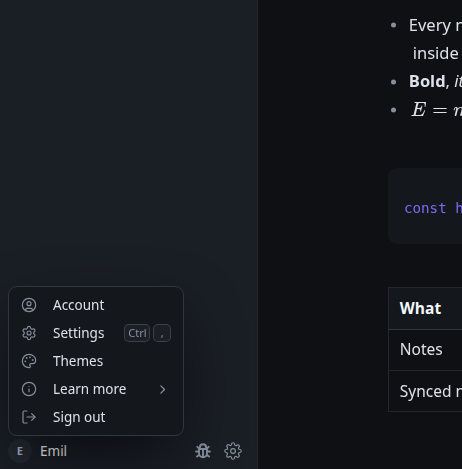 Every
inside
Bold, it
E =
const h
What
Notes
Synced
Account
Settings Ctrl ,
Themes
Learn more
Sign out
E Emil